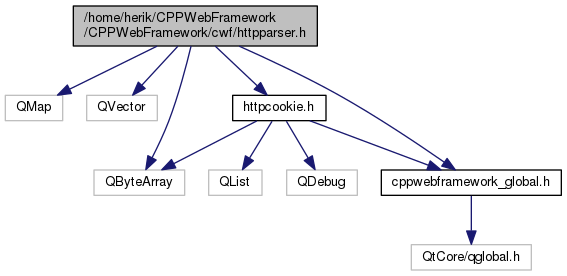 /home/herik/CPPWebFramework
/CPPWebFramework/cwf/httpparser.h
QMap
QVector
httpcookie.h
QByteArray
QList
QDebug
cppwebframework_global.h
QtCore/qglobal.h